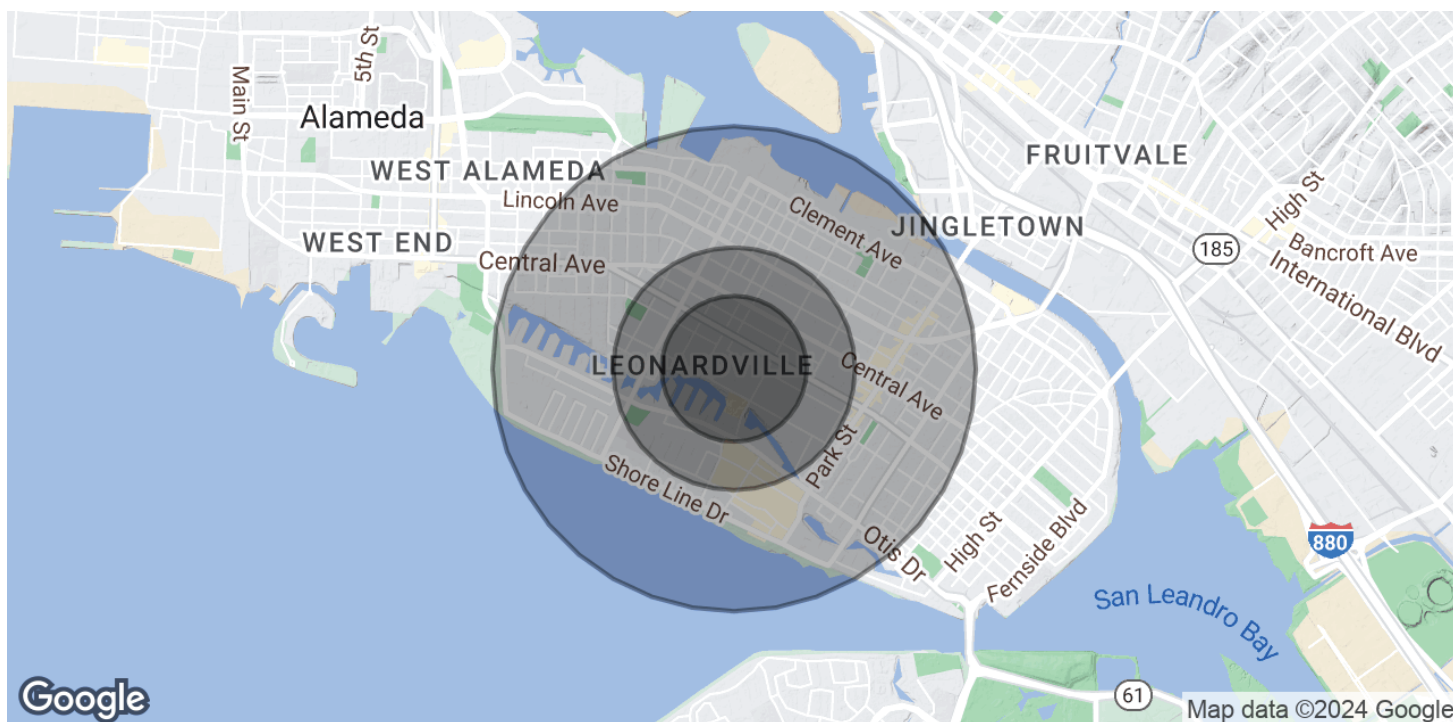 5th St
Main St
Alameda
WEST ALAMEDA
Lincoln Ave
FRUITVALE
High St
Clement Ave
JINGLETOWN
185
Bancroft Ave
WEST END
Central Ave
International Blvd
LEONARDVILLE
Central Ave
Park St
Shore Line Dr
Otis Dr
High St
Fernside Blvd
880
San Leandro Bay
61
Google
Map data ©2024 Google